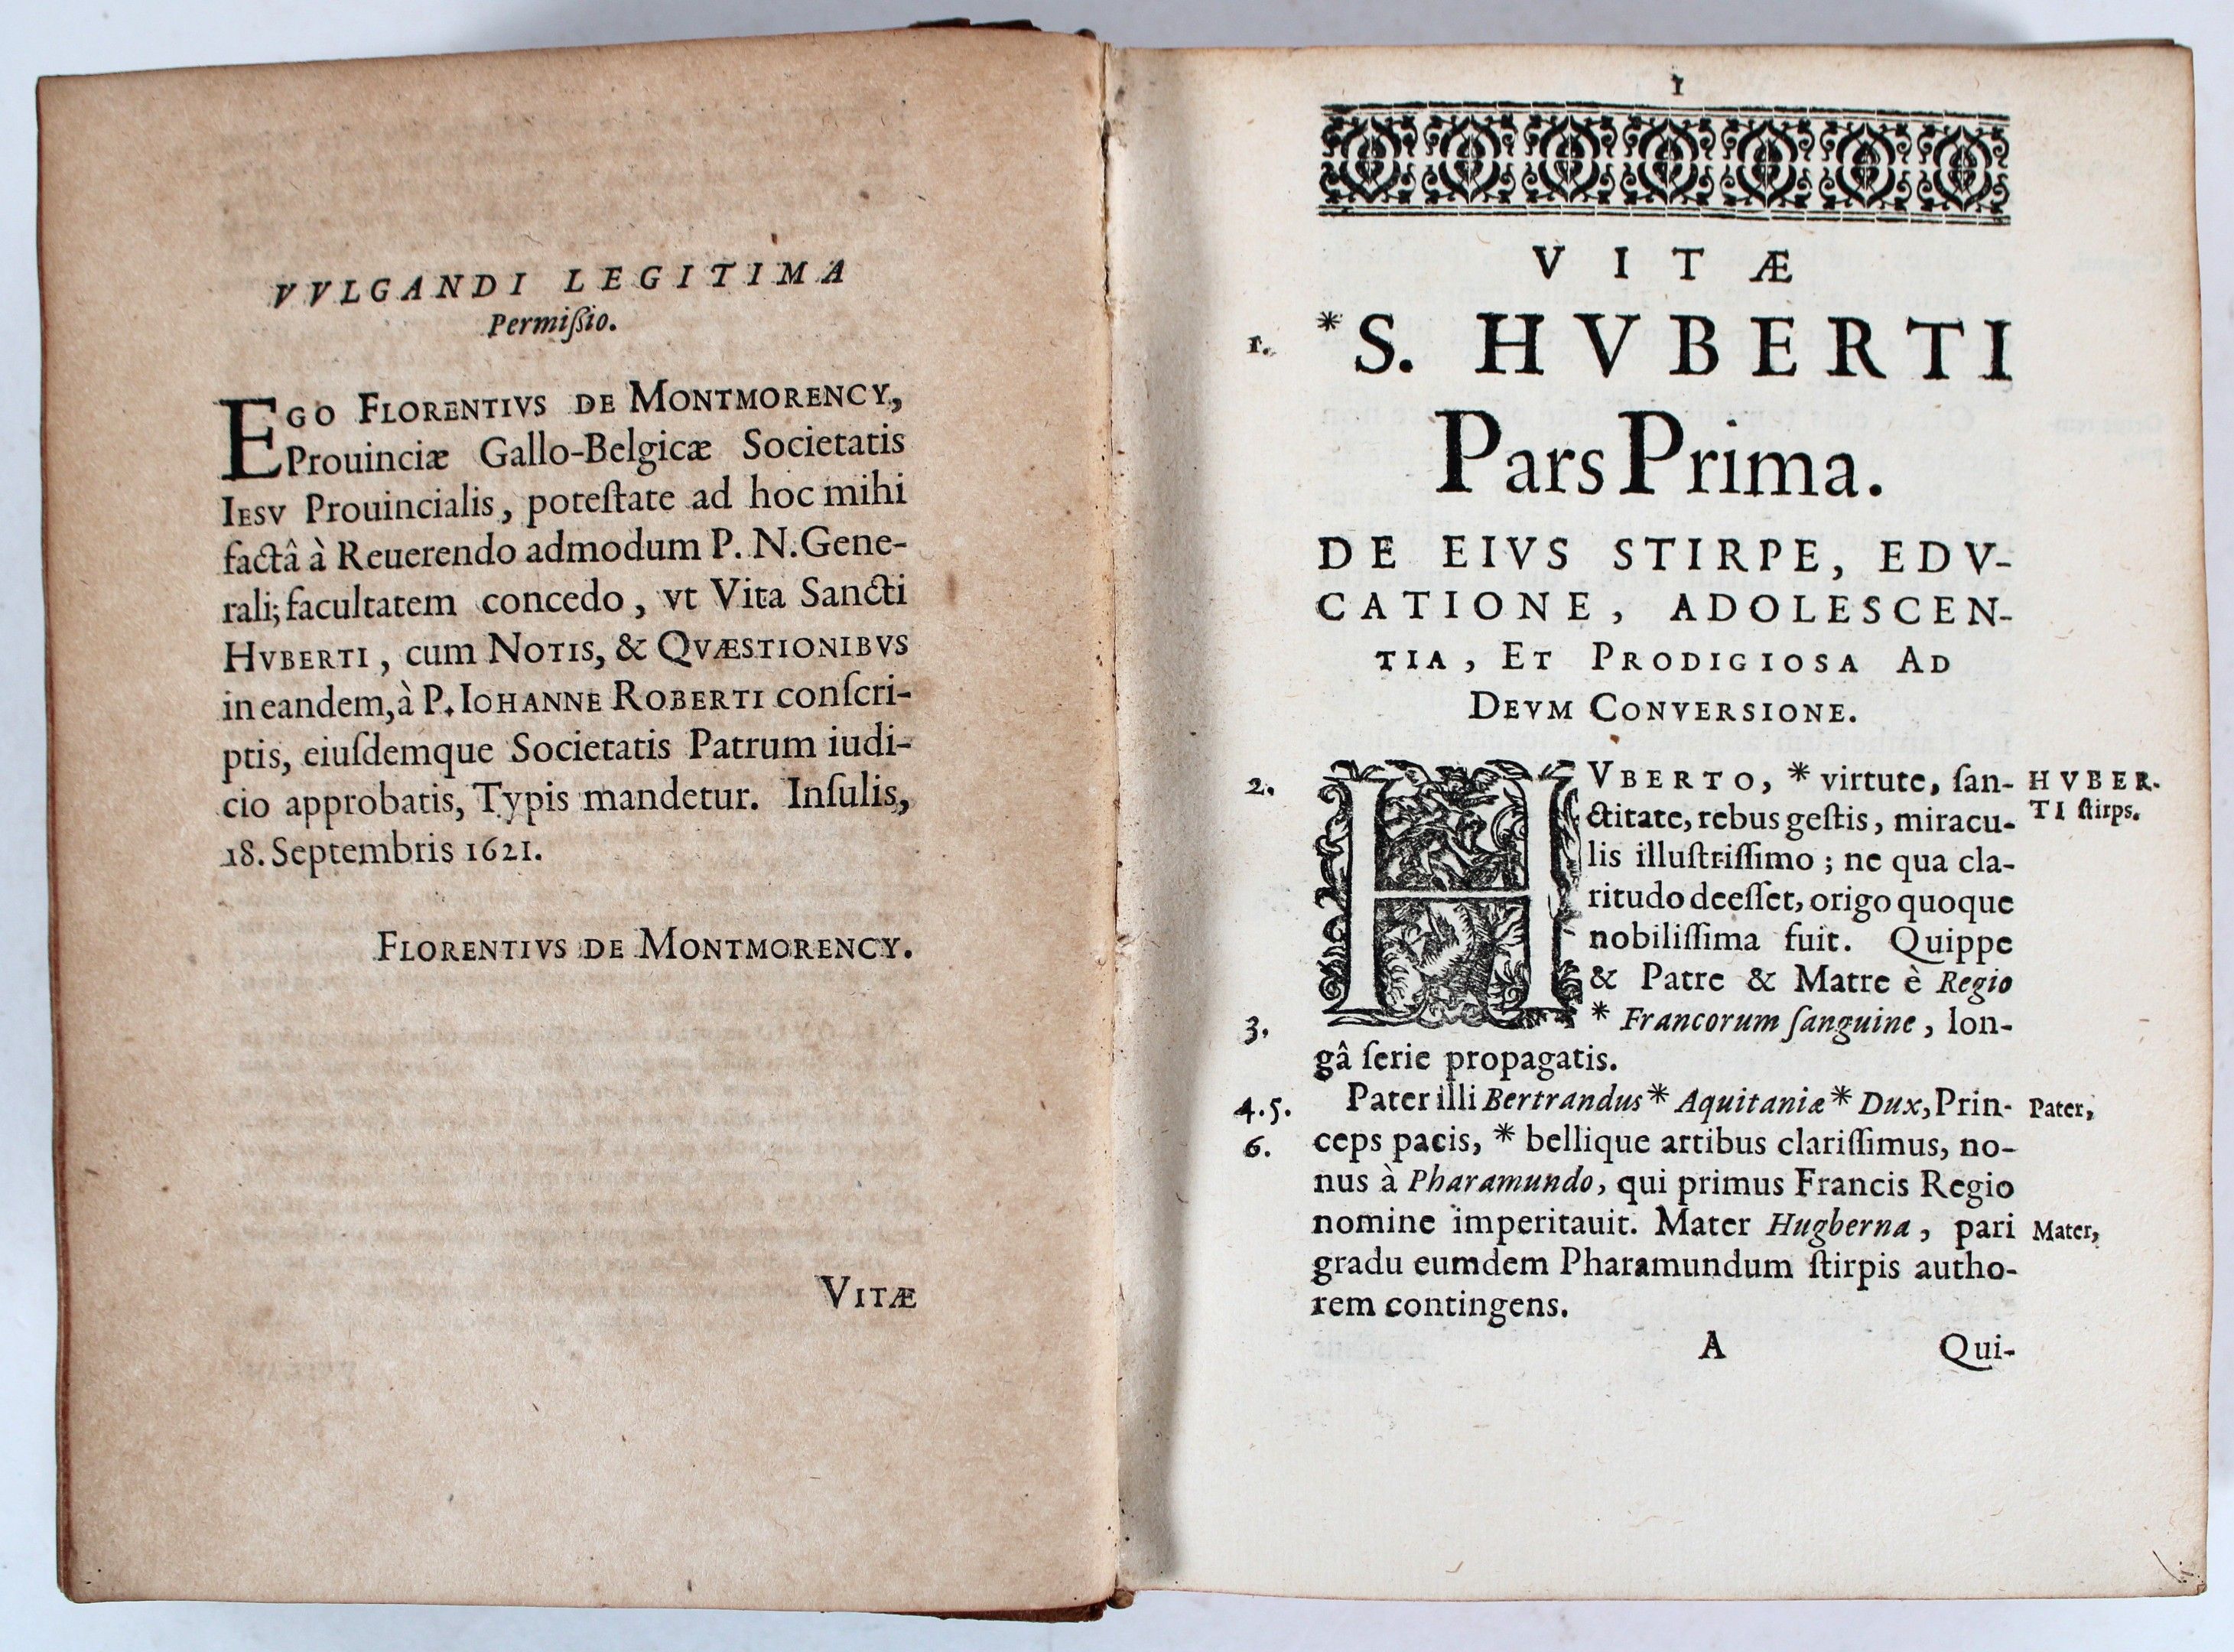 VVLGANDI LEGITIMA
Permißio.
EGO FLORENTIVS DE MONTMORENCY,
Prouinciæ Gallo-Belgicæ Societatis
IESV Prouincialis, poteſtate ad hoc mihi
factâ à Reuerendo admodum P. N. Gene-
rali; facultatem concedo, vt Vita Sancti
HVBERTI, cum NOTIS, & QVÆSTIONIBVS
in eandem, à P. IOHANNE ROBERTI conſcri-
ptis, eiuſdemque Societatis Patrum iudi-
cio approbatis, Typis mandetur. Inſulis,
18. Septembris 1621.
FLORENTIVS DE MONTMORENCY.
VITÆ
1
VITÆ
1. *S. HVBERTI
Pars Prima.
DE EIVS STIRPE, EDV-
CATIONE, ADOLESCEN-
TIA, ET PRODIGIOSA AD
DEVM CONVERSIONE.
2. HVBERTO, * virtute, ſan- HVBER-
ctitate, rebus geſtis, miracu- TI ſtirps.
lis illuſtriſſimo ; ne qua cla-
ritudo deeſſet, origo quoque
nobiliſſima fuit. Quippe
& Patre & Matre è Regio
3. * Francorum ſanguine, lon-
gâ ſerie propagatis.
4.5. Pater illi Bertrandus * Aquitaniæ * Dux, Prin- Pater,
6. ceps pacis, * bellique artibus clariſſimus, no-
nus à Pharamundo, qui primus Francis Regio
nomine imperitauit. Mater Hugberna, pari Mater,
gradu eumdem Pharamundum ſtirpis autho-
rem contingens.
A Qui-